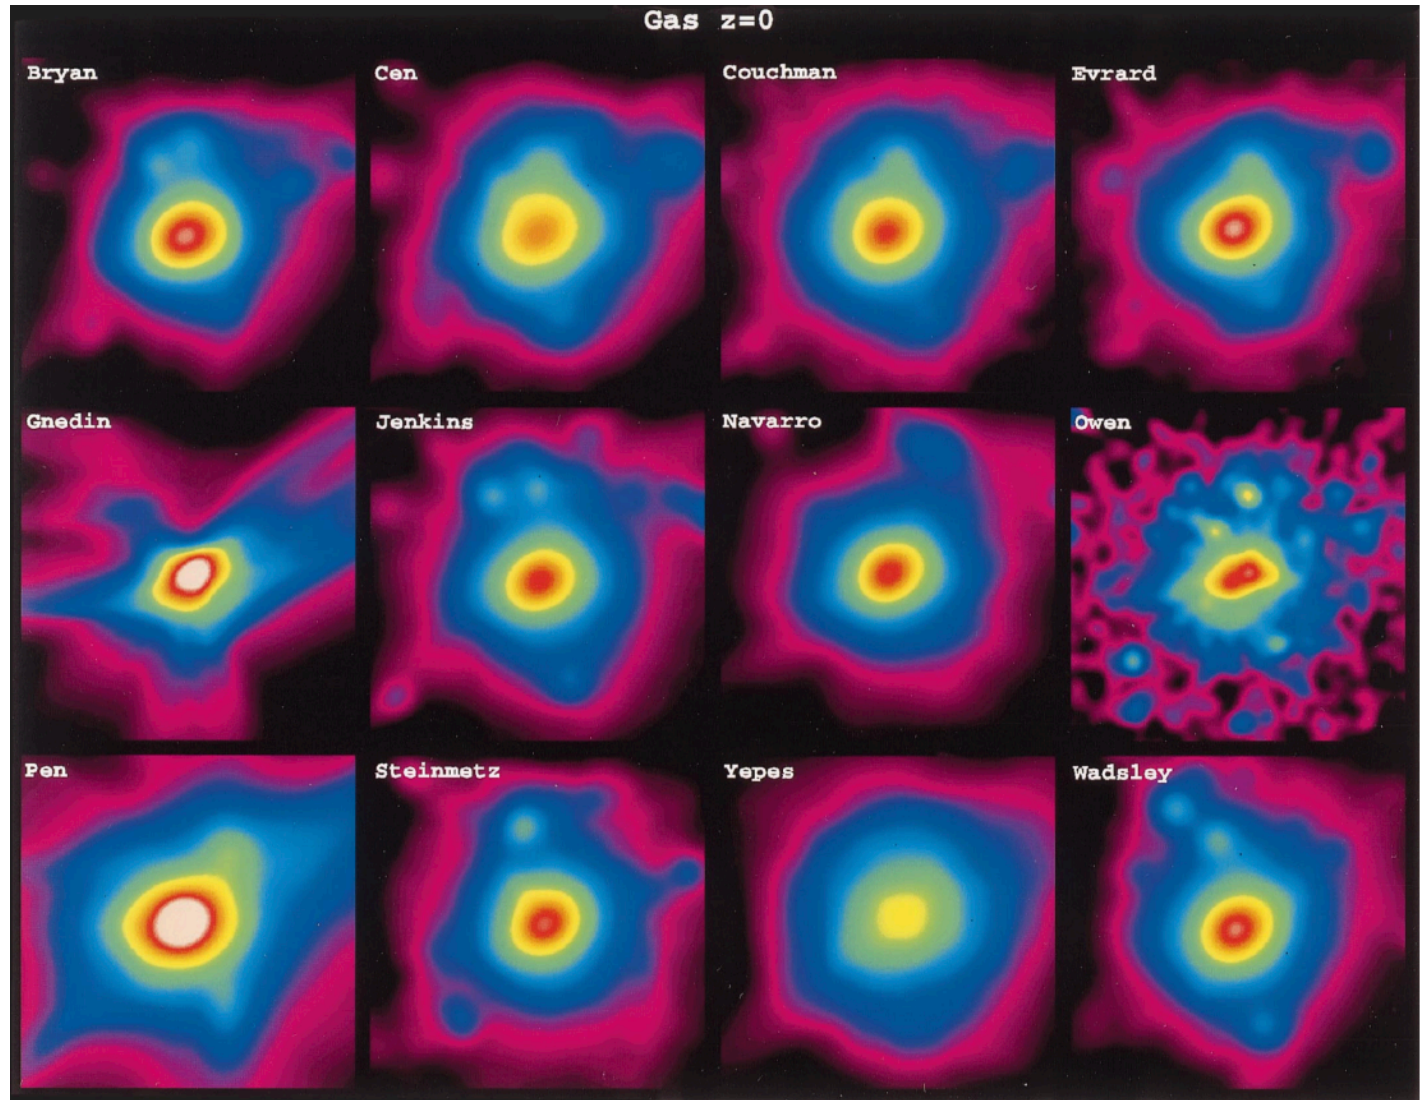 Gas z=0
Bryan
Cen
Couchman
Evrard
Gnedin
Jenkins
Navarro
Owen
Pen
Steinmetz
Yepes
Wadsley